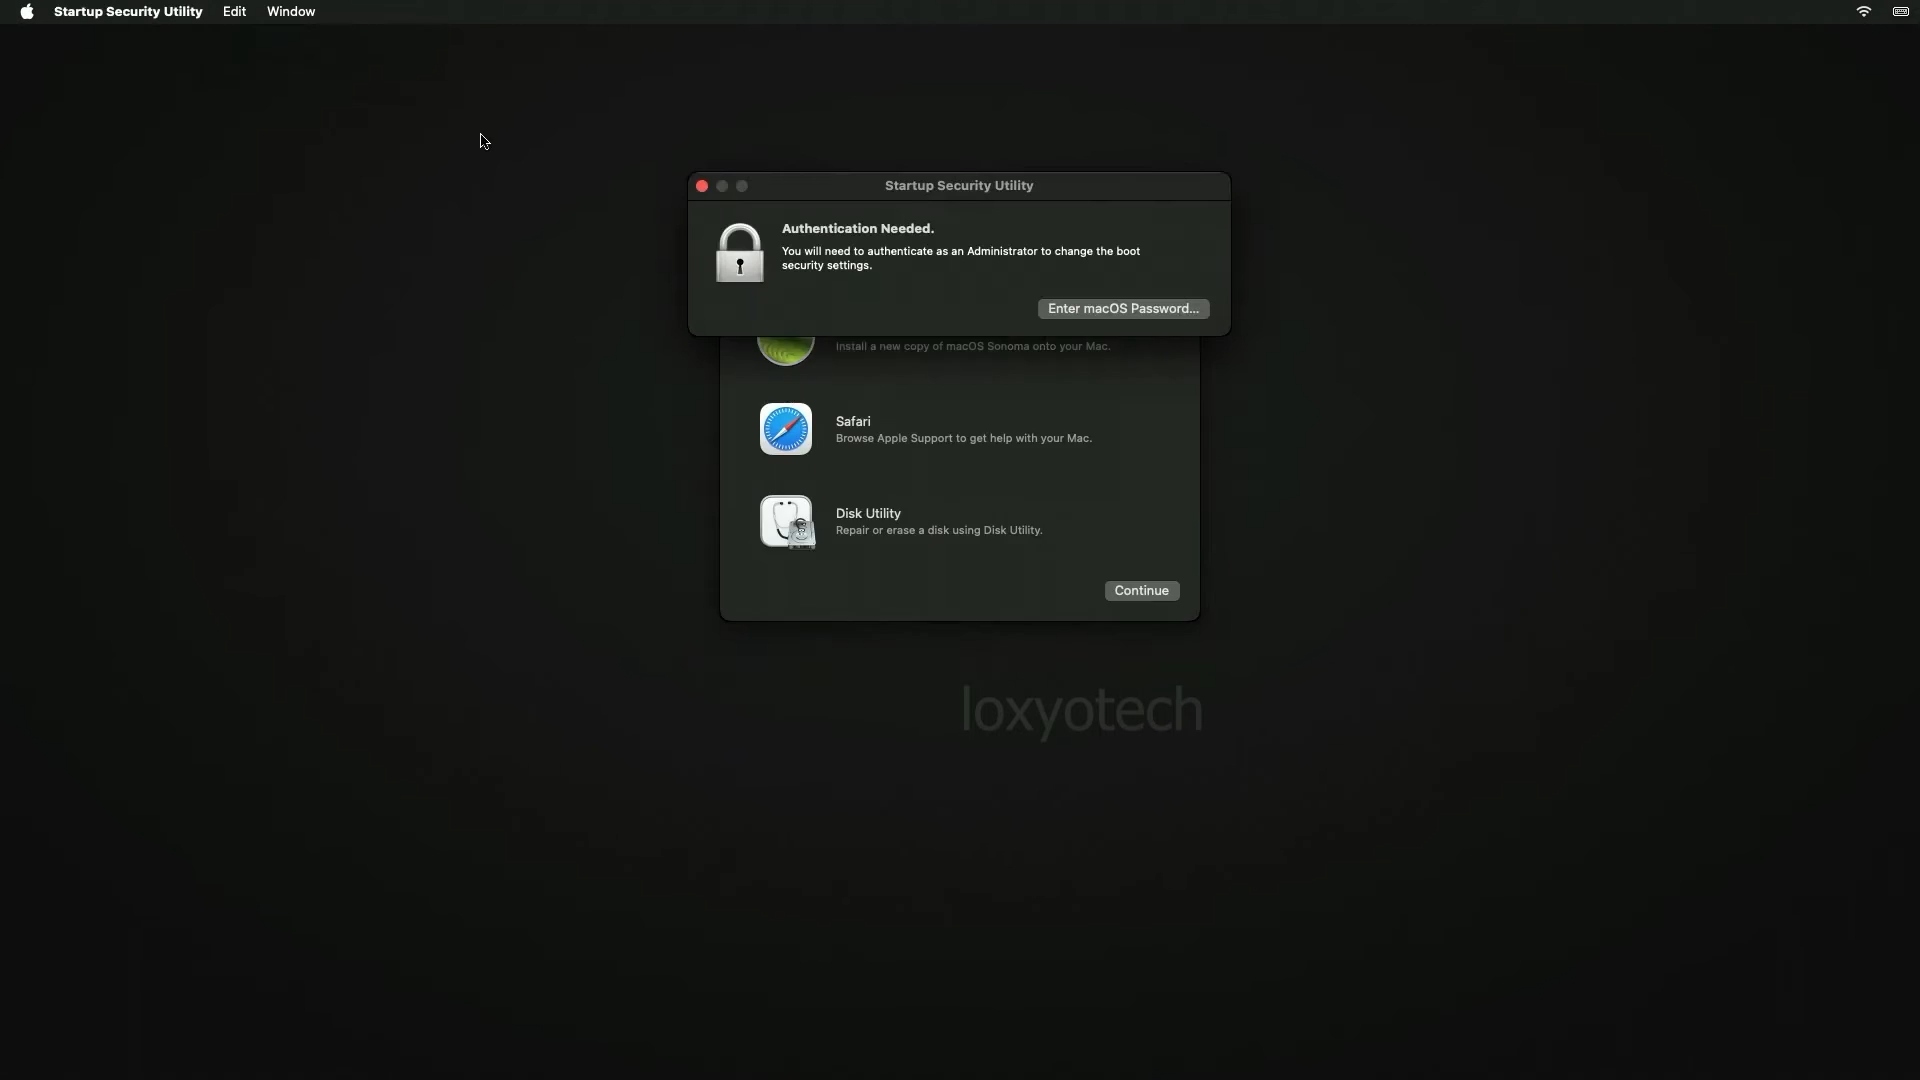 Startup Security Utility Edit Window
Startup Security Utility
Authentication Needed.
You will need to authenticate as an Administrator to change the boot
security settings.
Enter macOS Password...
Install a new copy of macOS Sonoma onto your Mac.
Safari
Browse Apple Support to get help with your Mac.
Disk Utility
Repair or erase a disk using Disk Utility.
Continue
loxyotech